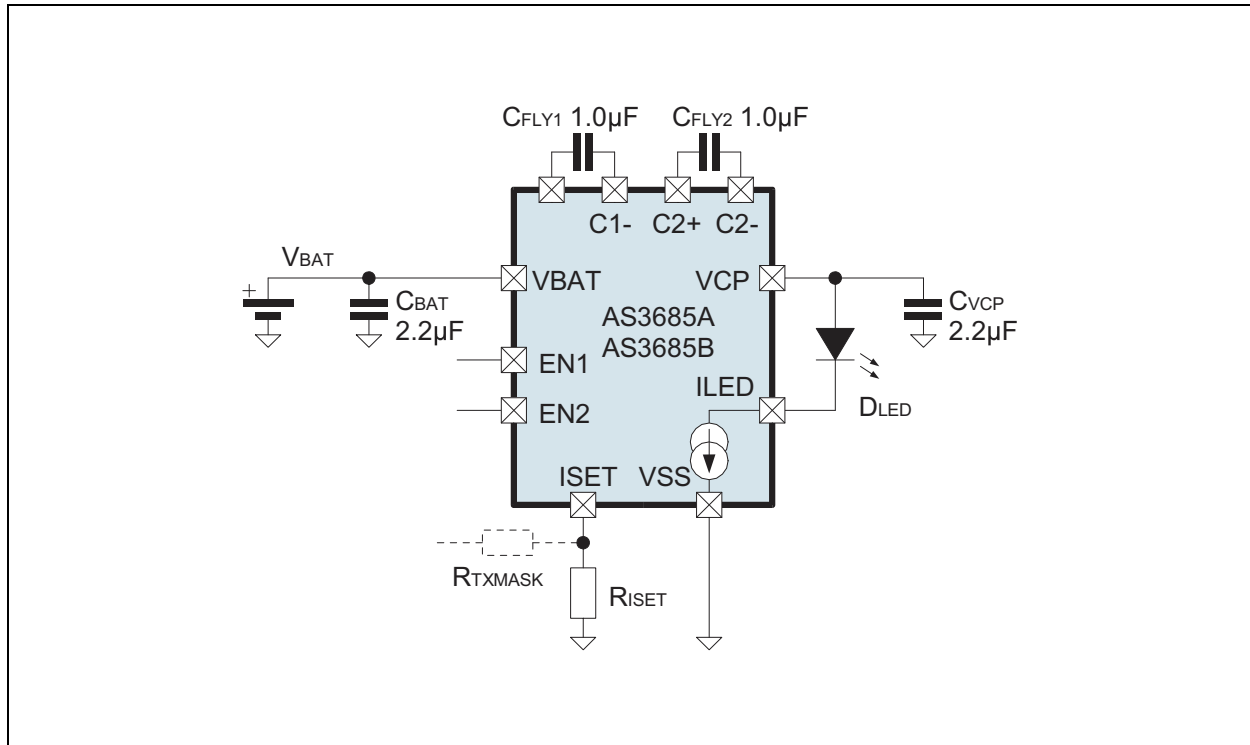 CFLY1 1.0µF
CFLY2 1.0µF
C1-
C2+
C2-
VBAT
VBAT
VCP
CBAT
2.2µF
AS3685A
AS3685B
CVCP
2.2µF
EN1
ILED
EN2
DLED
ISET
VSS
RTXMASK
RISET
+